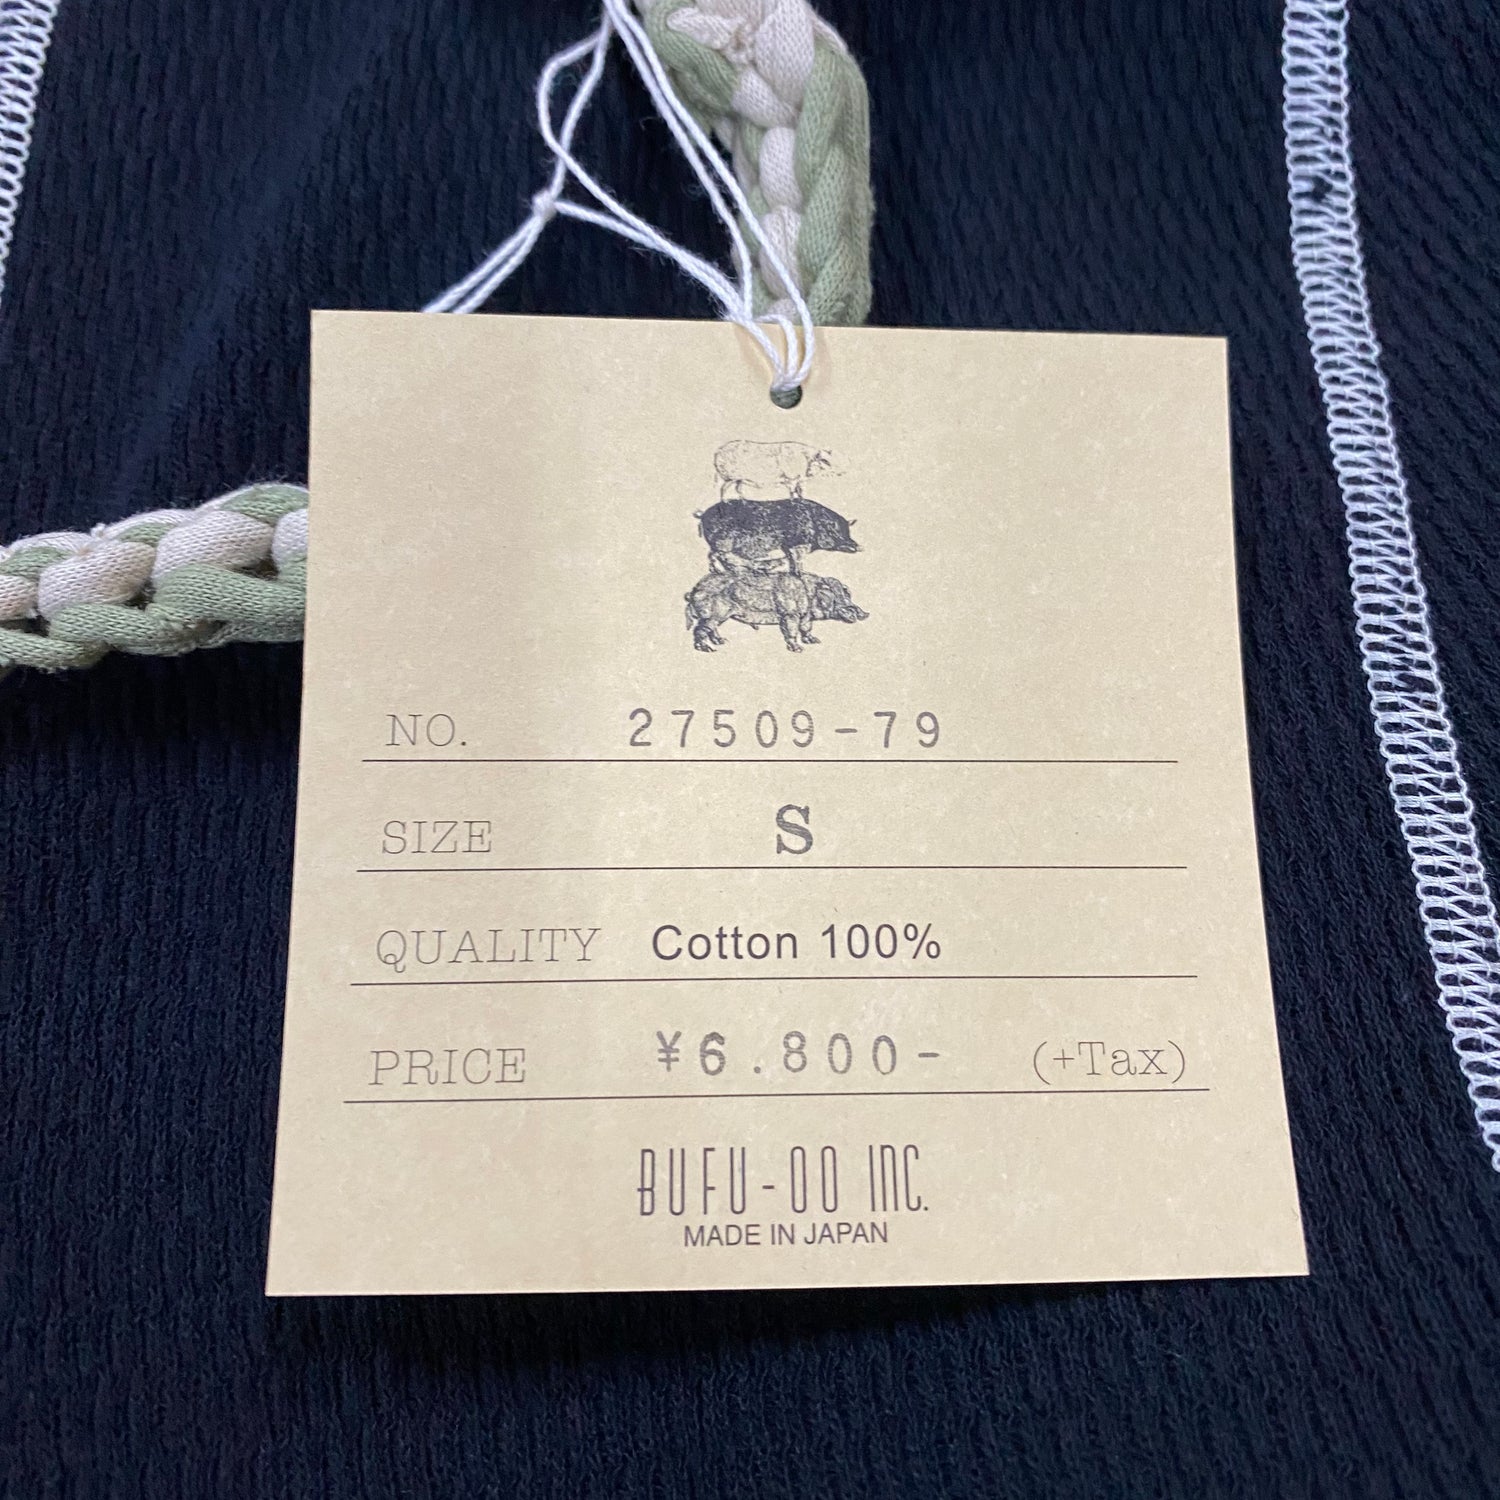 NO. 27509-79
SIZE S
QUALITY Cotton 100%
PRICE ¥6.800- (+Tax)
BUFU-OO INC.
MADE IN JAPAN